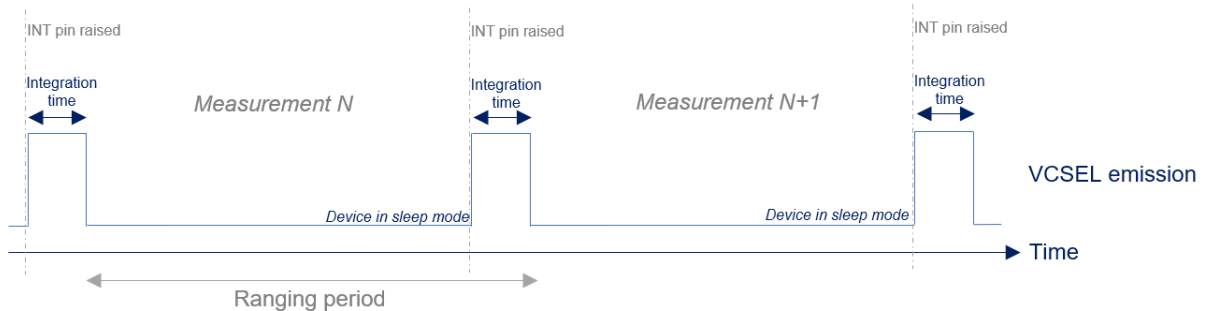 INT pin raised
INT pin raised
INT pin raised
Integration
time
Measurement N
Integration
time
Measurement N+1
Integration
time
VCSEL emission
Device in sleep mode
Device in sleep mode
Time
Ranging period